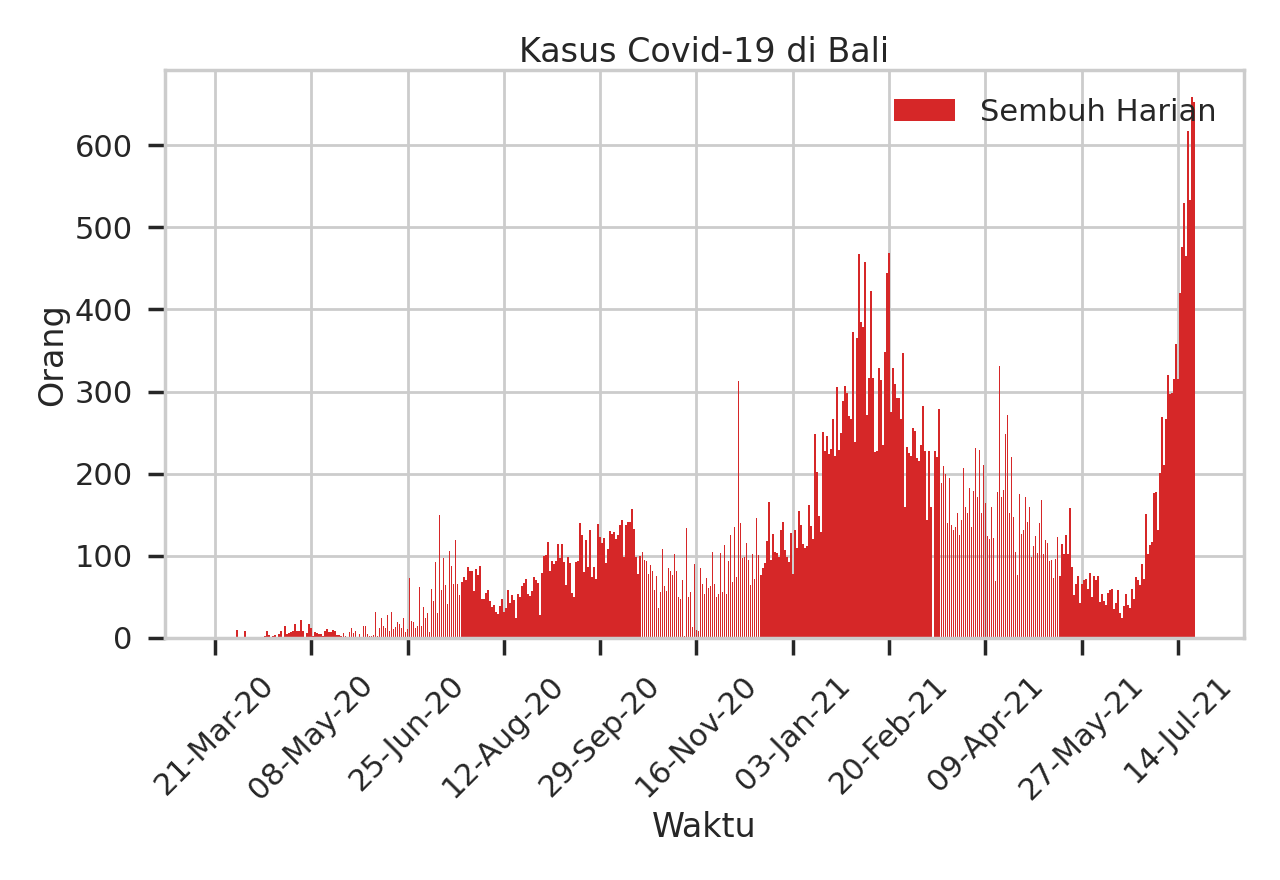 Kasus Covid-19 di Bali
Sembuh Harian
Orang
600
500
400
300
200
100
0
21-Mar-20
08-May-20
25-Jun-20
12-Aug-20
29-Sep-20
16-Nov-20
03-Jan-21
20-Feb-21
09-Apr-21
27-May-21
14-Jul-21
Waktu